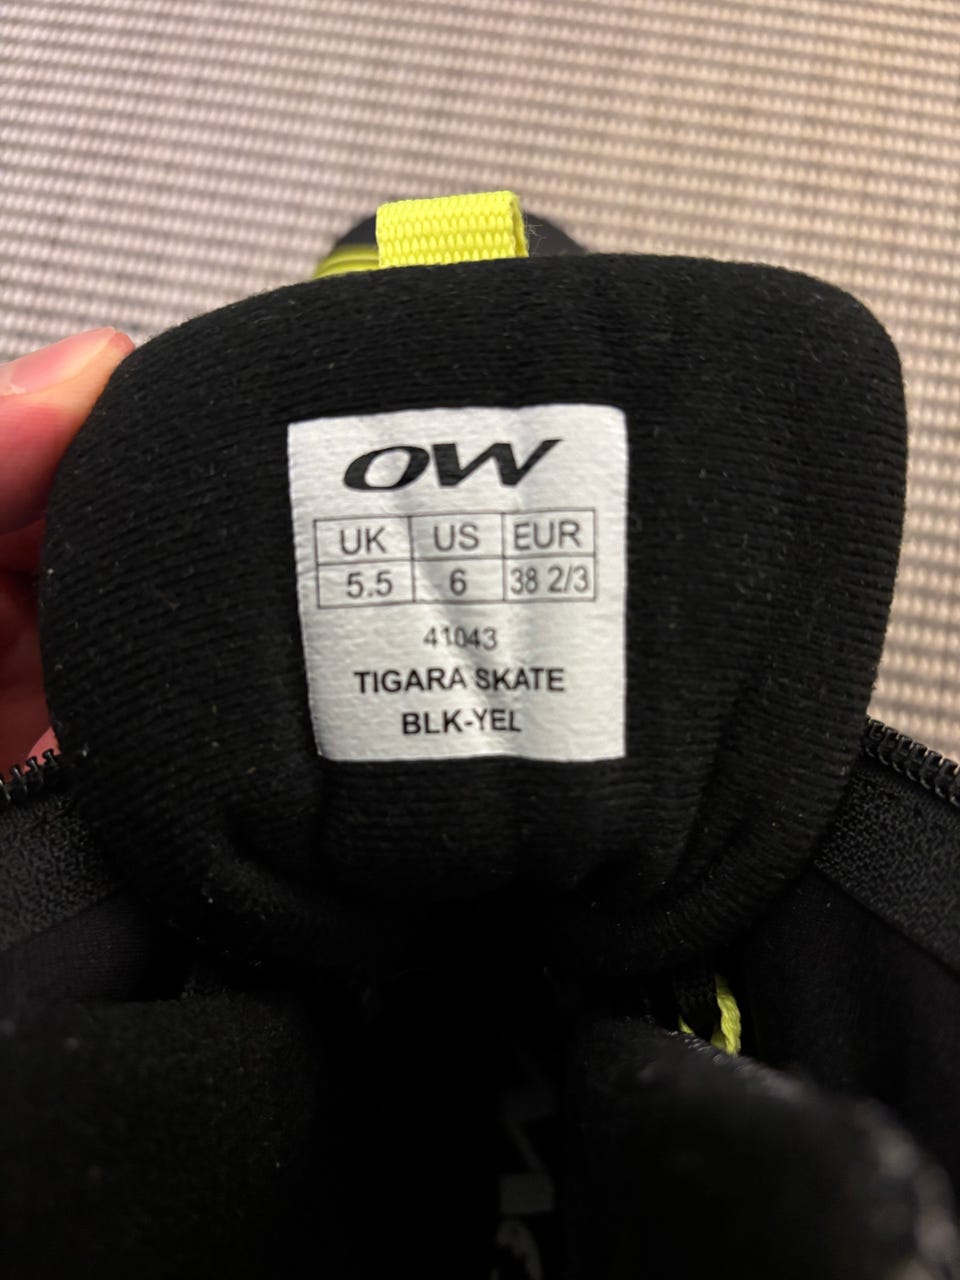 OW
UK US EUR
5.5 6 38 2/3
41043
TIGARA SKATE
BLK-YEL